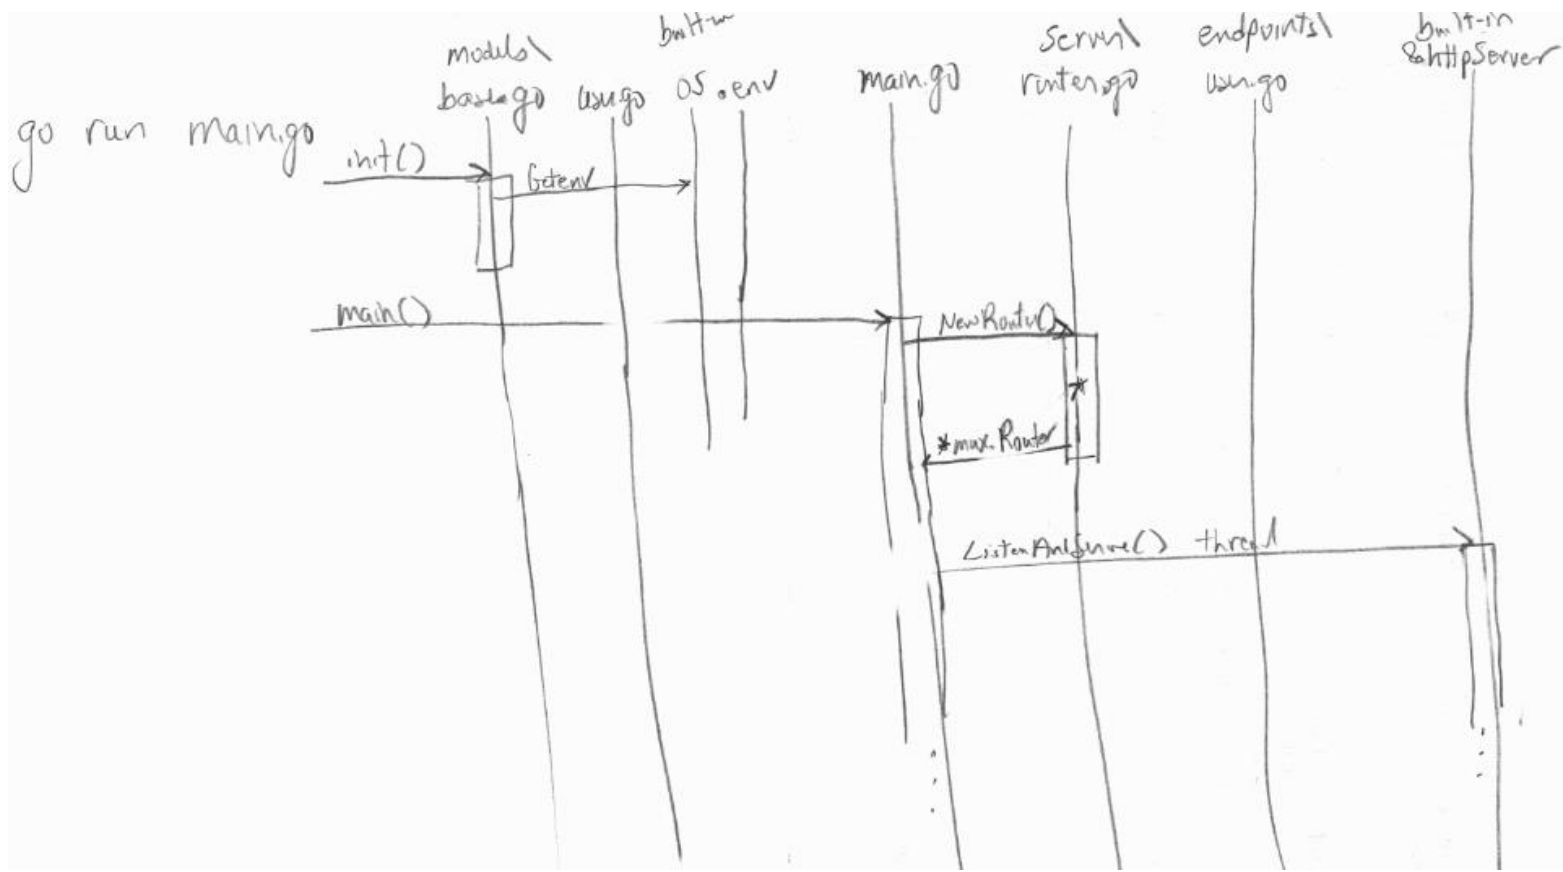 built-in
models\
base.go
user.go
OS
.env
main.go
server\
router.go
endpoints\
user.go
built-in
&httpServer
go run main.go
init()
Getenv
main()
NewRouter()
*mux.Router
ListenAndServe() thread